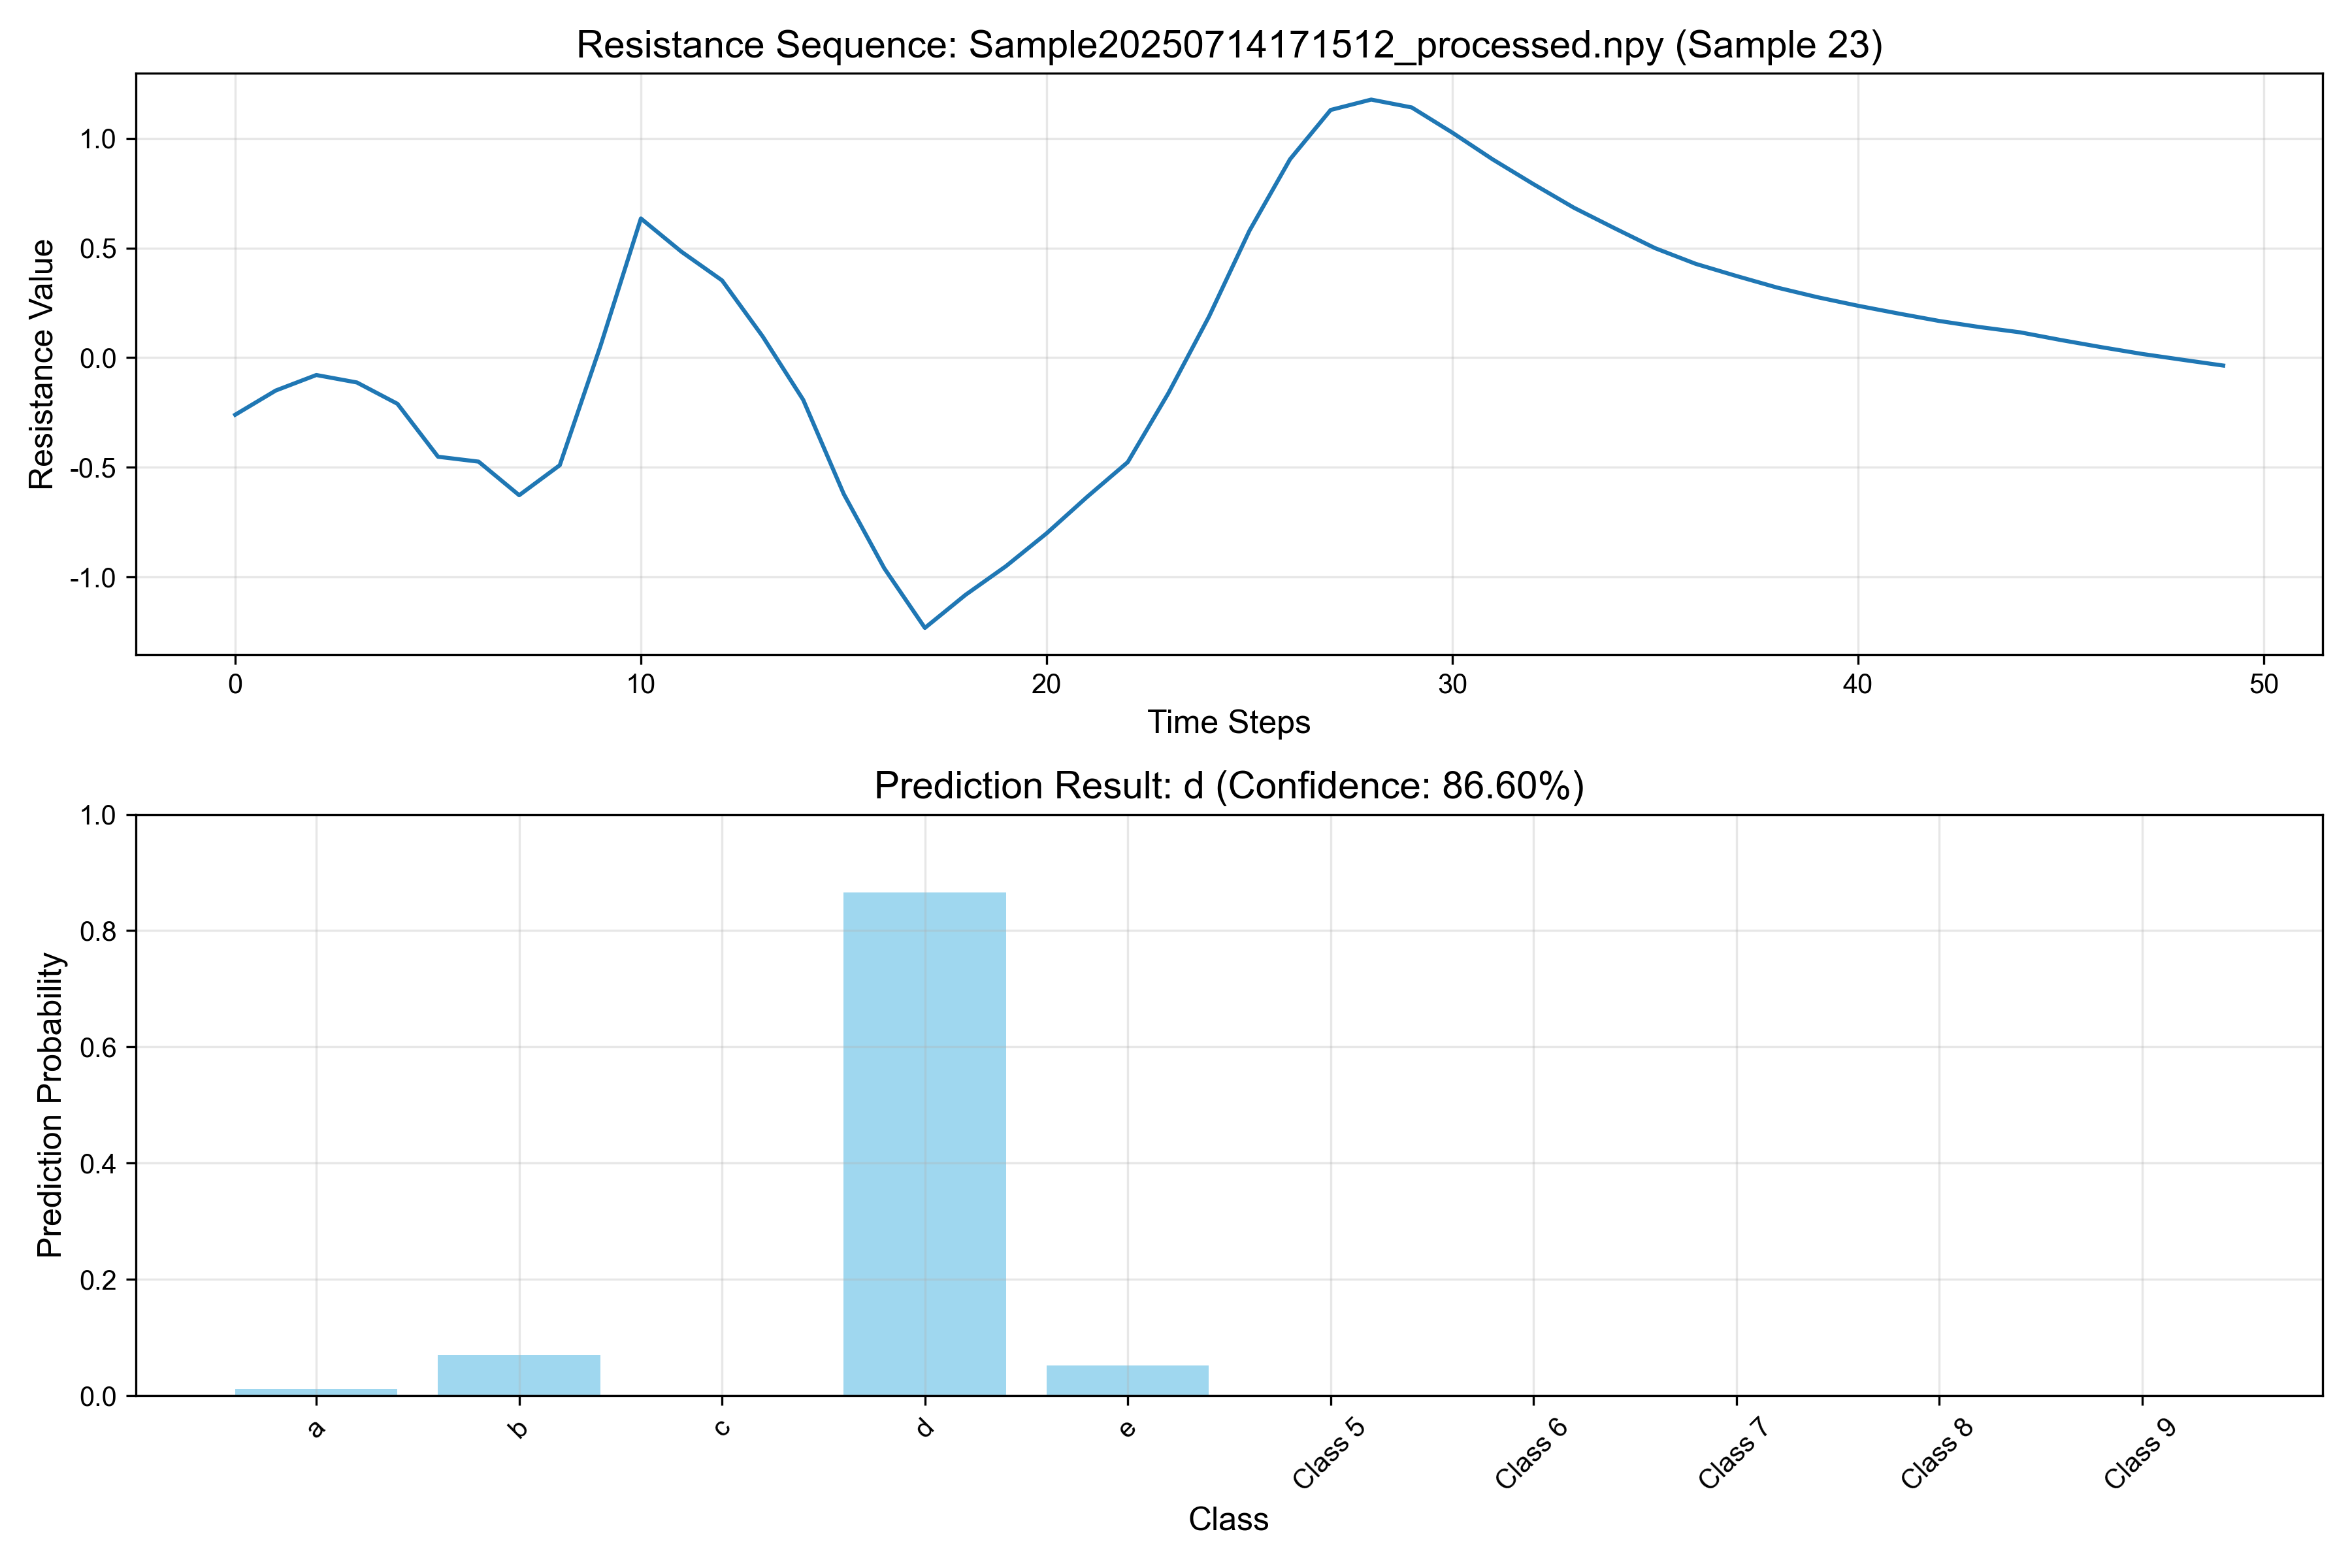 Resistance Sequence: Sample20250714171512_processed.npy (Sample 23)
Resistance Value
1.0
0.5
0.0
-0.5
-1.0
0 10 20 30 40 50
Time Steps
Prediction Result: d (Confidence: 86.60%)
Prediction Probability
1.0
0.8
0.6
0.4
0.2
0.0
a b c d e Class 5 Class 6 Class 7 Class 8 Class 9
Class